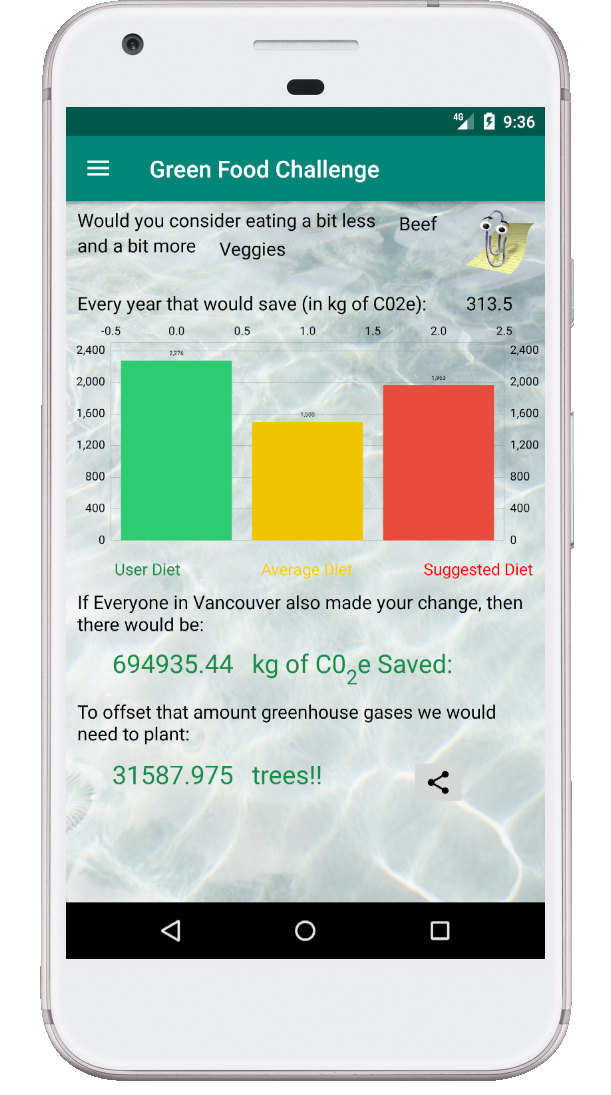 4G 9:36
Green Food Challenge
Would you consider eating a bit less Beef
and a bit more Veggies
Every year that would save (in kg of C02e): 313.5
-0.5 0.0 0.5 1.0 1.5 2.0 2.5
2,400 2,400
2,276
2,000 2,000
1,963
1,600 1,600
1,500
1,200 1,200
800 800
400 400
0 0
User Diet Average Diet Suggested Diet
If Everyone in Vancouver also made your change, then
there would be:
694935.44 kg of C0₂e Saved:
To offset that amount greenhouse gases we would
need to plant:
31587.975 trees!!